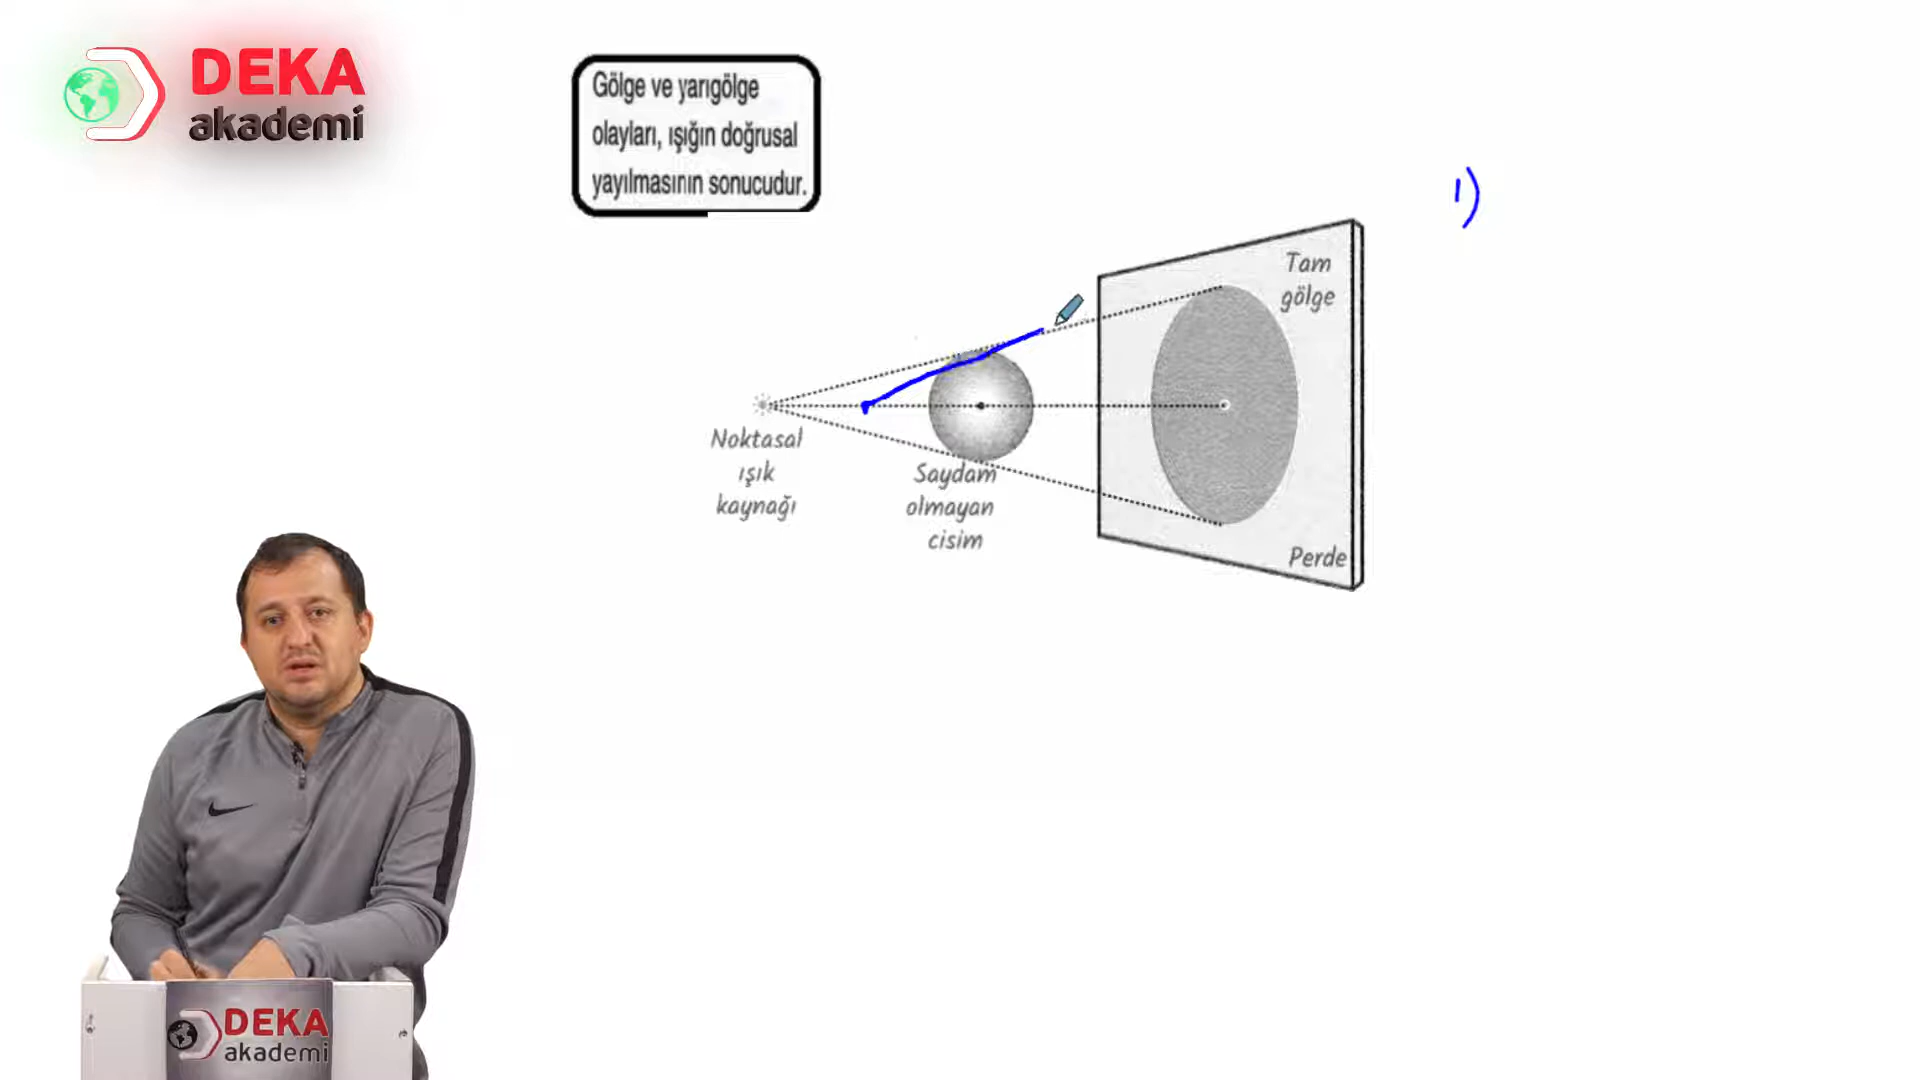 DEKA
akademi
Gölge ve yarıgölge
olayları, ışığın doğrusal
yayılmasının sonucudur.
1)
Tam
gölge
Noktasal
ışık
kaynağı
Saydam
olmayan
cisim
Perde
DEKA
akademi